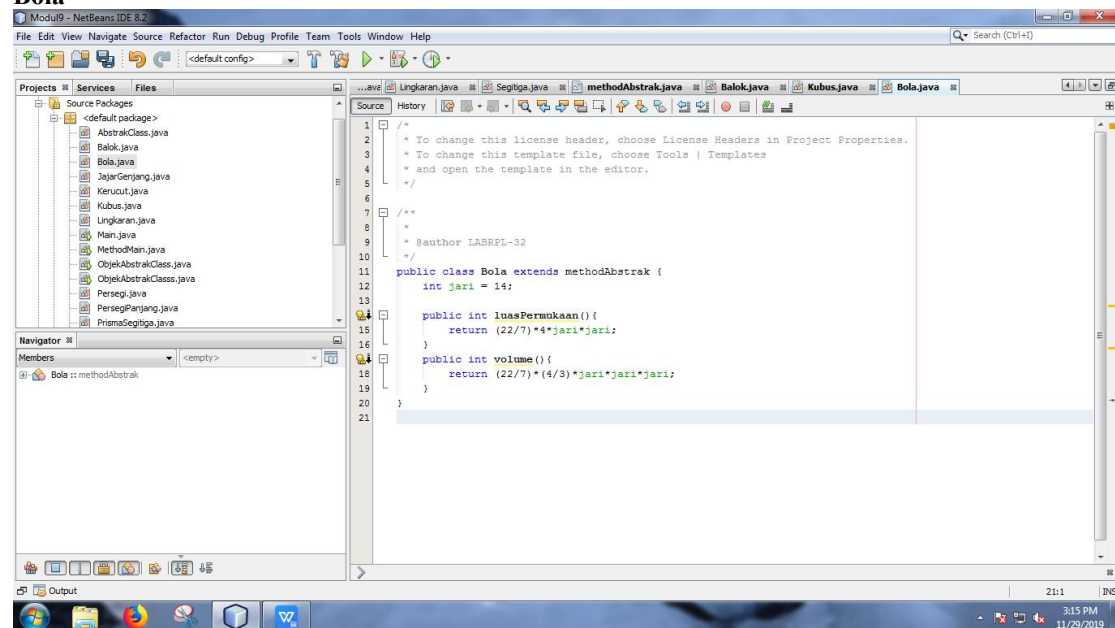 Bola
Modul9 - NetBeans IDE 8.2
File Edit View Navigate Source Refactor Run Debug Profile Team Tools Window Help
Search (Ctrl+I)
<default config>
Projects Services Files
...ava Lingkaran.java Segitiga.java methodAbstrak.java Balok.java Kubus.java Bola.java
Source History
Source Packages
<default package>
AbstrakClass.java
Balok.java
Bola.java
JajarGenjang.java
Kerucut.java
Kubus.java
Lingkaran.java
Main.java
MethodMain.java
ObjekAbstrakClass.java
ObjekAbstrakClasss.java
Persegi.java
PersegiPanjang.java
PrismaSegitiga.java
Navigator
Members <empty>
Bola :: methodAbstrak
1 /*
2 * To change this license header, choose License Headers in Project Properties.
3 * To change this template file, choose Tools | Templates
4 * and open the template in the editor.
5 */
6
7 /**
8 *
9 * @author LABRPL-32
10 */
11 public class Bola extends methodAbstrak {
12 int jari = 14;
13
public int luasPermukaan(){
15 return (22/7)*4*jari*jari;
16 }
public int volume(){
18 return (22/7)*(4/3)*jari*jari*jari;
19 }
20 }
21
Output
21:1 INS
3:15 PM
11/29/2019